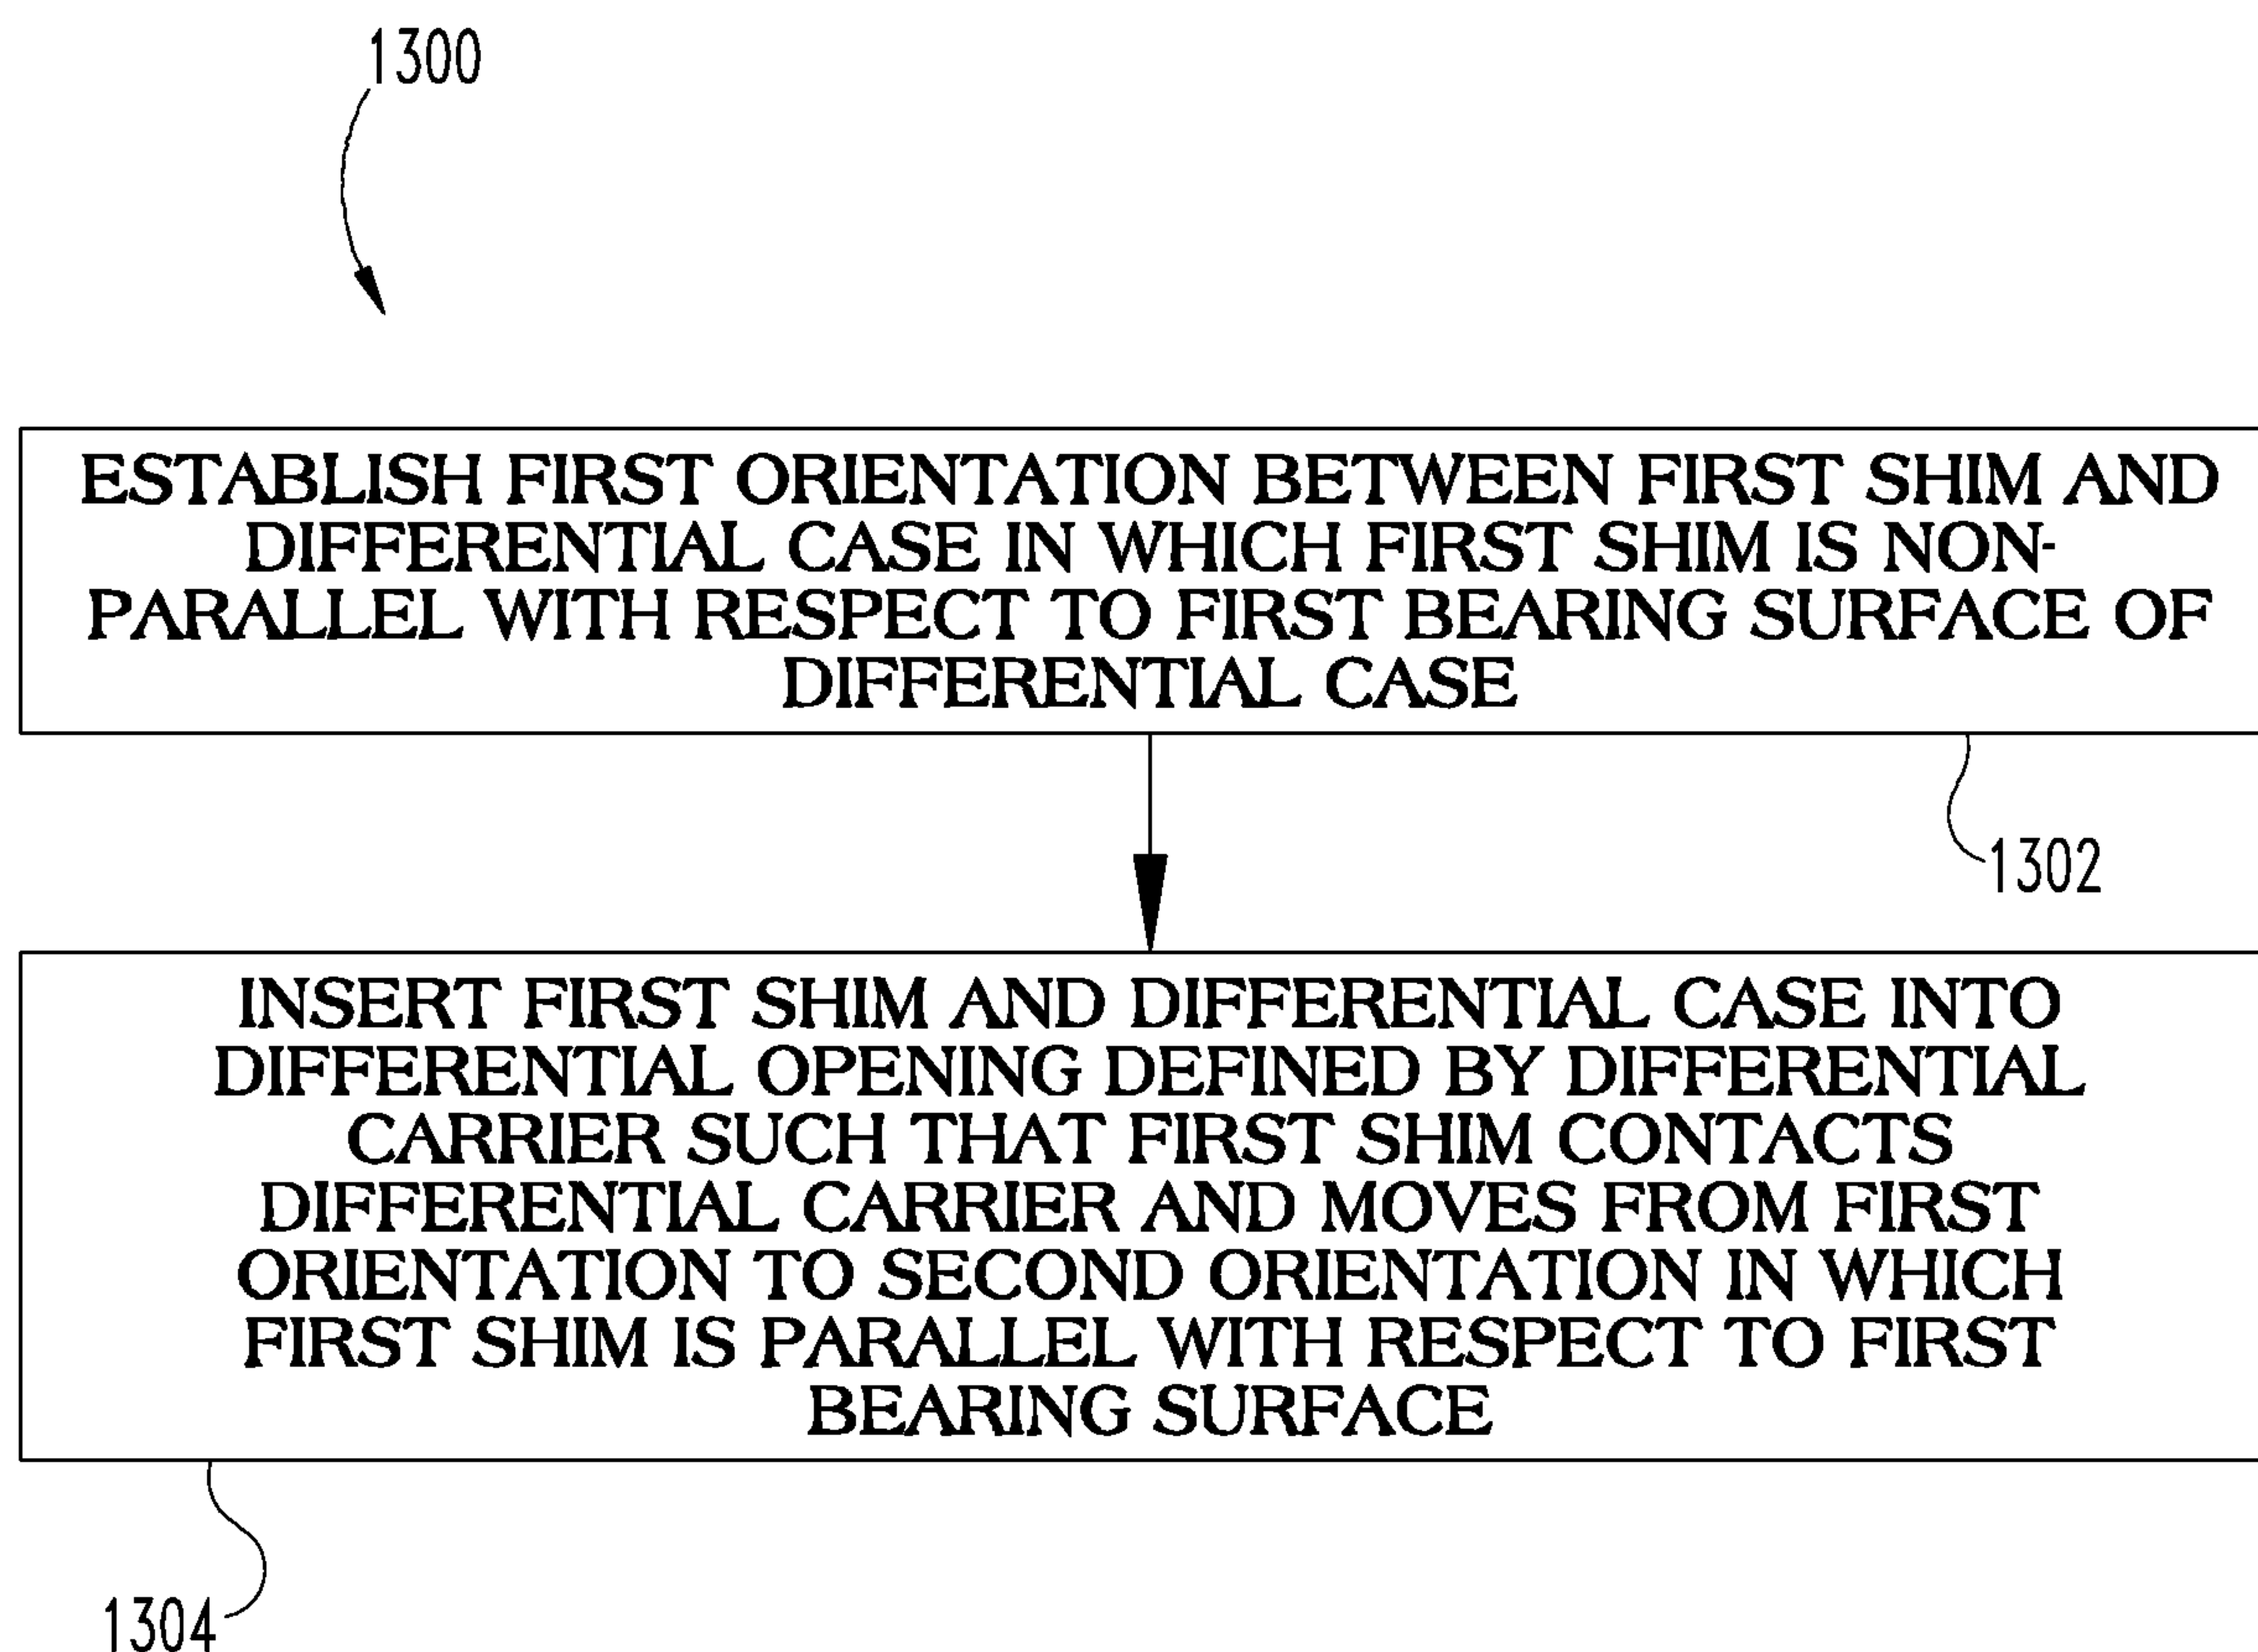 1300
ESTABLISH FIRST ORIENTATION BETWEEN FIRST SHIM AND
DIFFERENTIAL CASE IN WHICH FIRST SHIM IS NON-
PARALLEL WITH RESPECT TO FIRST BEARING SURFACE OF
DIFFERENTIAL CASE
1302
INSERT FIRST SHIM AND DIFFERENTIAL CASE INTO
DIFFERENTIAL OPENING DEFINED BY DIFFERENTIAL
CARRIER SUCH THAT FIRST SHIM CONTACTS
DIFFERENTIAL CARRIER AND MOVES FROM FIRST
ORIENTATION TO SECOND ORIENTATION IN WHICH
FIRST SHIM IS PARALLEL WITH RESPECT TO FIRST
BEARING SURFACE
1304